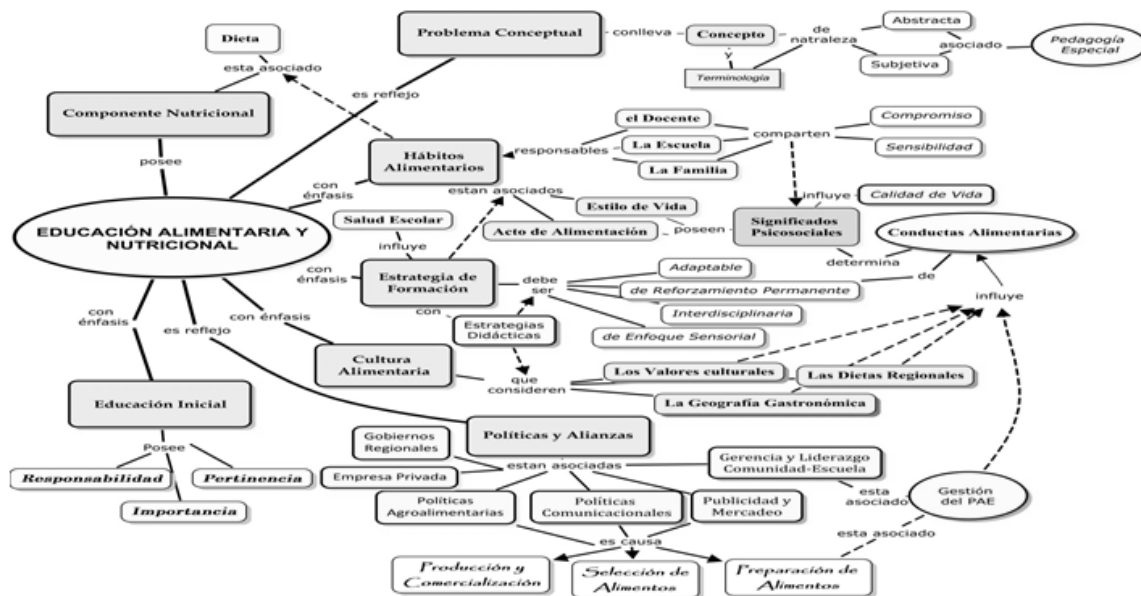 Problema Conceptual
conlleva
Concepto
y
Terminología
de
natraleza
Abstracta
Subjetiva
asociado
Pedagogía
Especial
Dieta
esta asociado
Componente Nutricional
posee
es reflejo
Hábitos
Alimentarios
responsables
el Docente
La Escuela
La Familia
comparten
Compromiso
Sensibilidad
con
énfasis
estan asociados
Estilo de Vida
Acto de Alimentación
poseen
influye
Calidad de Vida
Significados
Psicosociales
determina
Conductas Alimentarias
EDUCACIÓN ALIMENTARIA Y
NUTRICIONAL
Salud Escolar
influye
con
énfasis
Estrategia de
Formación
debe
ser
Adaptable
de Reforzamiento Permanente
de
Interdisciplinaria
de Enfoque Sensorial
influye
con
Estrategias
Didácticas
con
énfasis
es reflejo
con énfasis
Cultura
Alimentaria
que
consideren
Los Valores culturales
Las Dietas Regionales
La Geografía Gastronómica
Educación Inicial
Posee
Responsabilidad
Pertinencia
Importancia
Políticas y Alianzas
Gobiernos
Regionales
estan asociadas
Empresa Privada
Gerencia y Liderazgo
Comunidad-Escuela
Políticas
Agroalimentarias
Políticas
Comunicacionales
Publicidad y
Mercadeo
esta
asociado
Gestión
del PAE
esta asociado
es causa
Producción y
Comercialización
Selección de
Alimentos
Preparación de
Alimentos